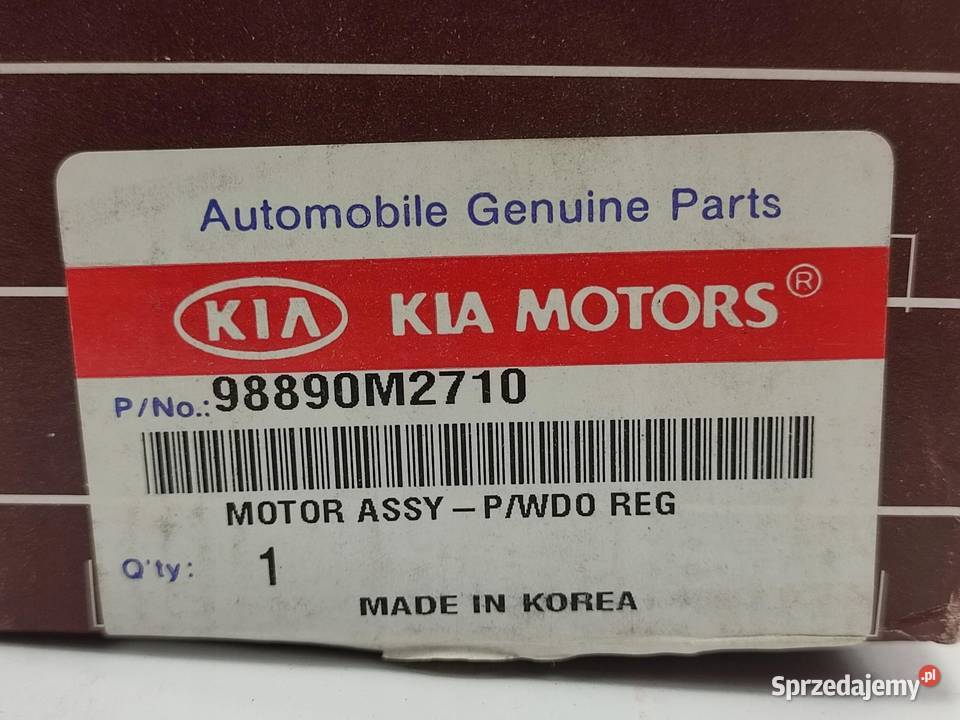 Automobile Genuine Parts
KIA KIA MOTORS®
P/No.: 98890M2710
MOTOR ASSY-P/WDO REG
Q'ty: 1
MADE IN KOREA
Sprzedajemy.pl